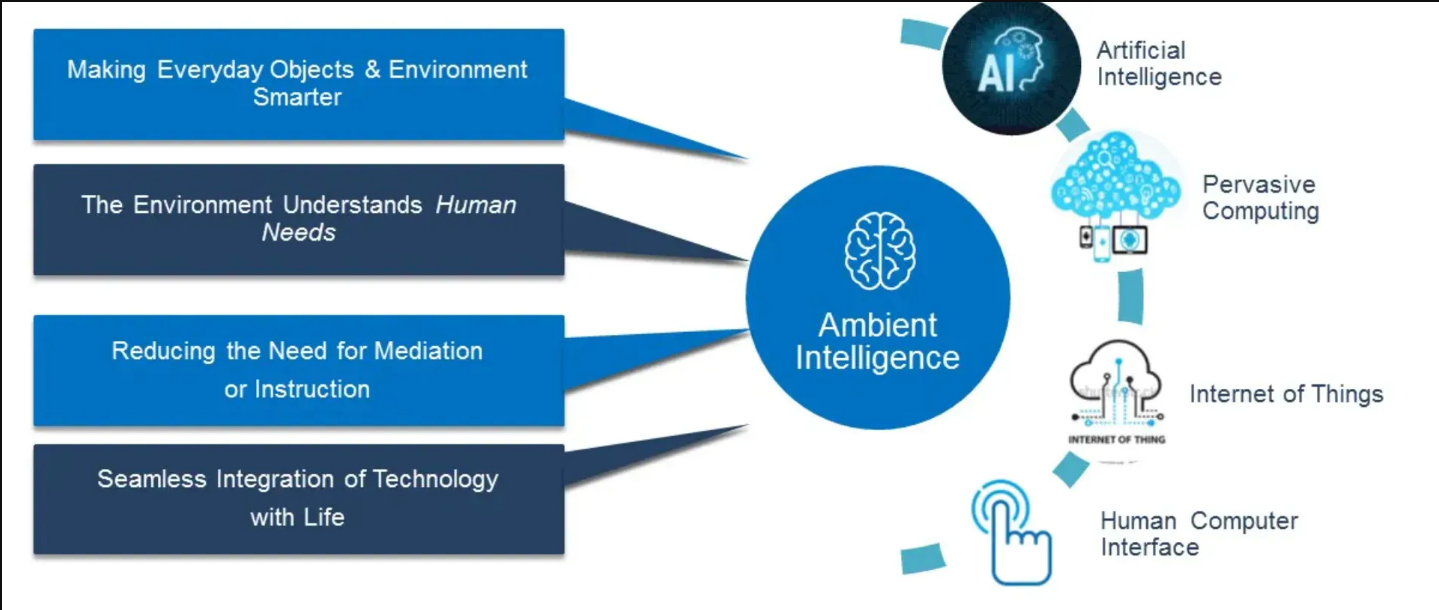 Making Everyday Objects & Environment
Smarter
The Environment Understands Human
Needs
Reducing the Need for Mediation
or Instruction
Seamless Integration of Technology
with Life
Ambient
Intelligence
AI
Artificial
Intelligence
Pervasive
Computing
INTERNET OF THING
Internet of Things
Human Computer
Interface